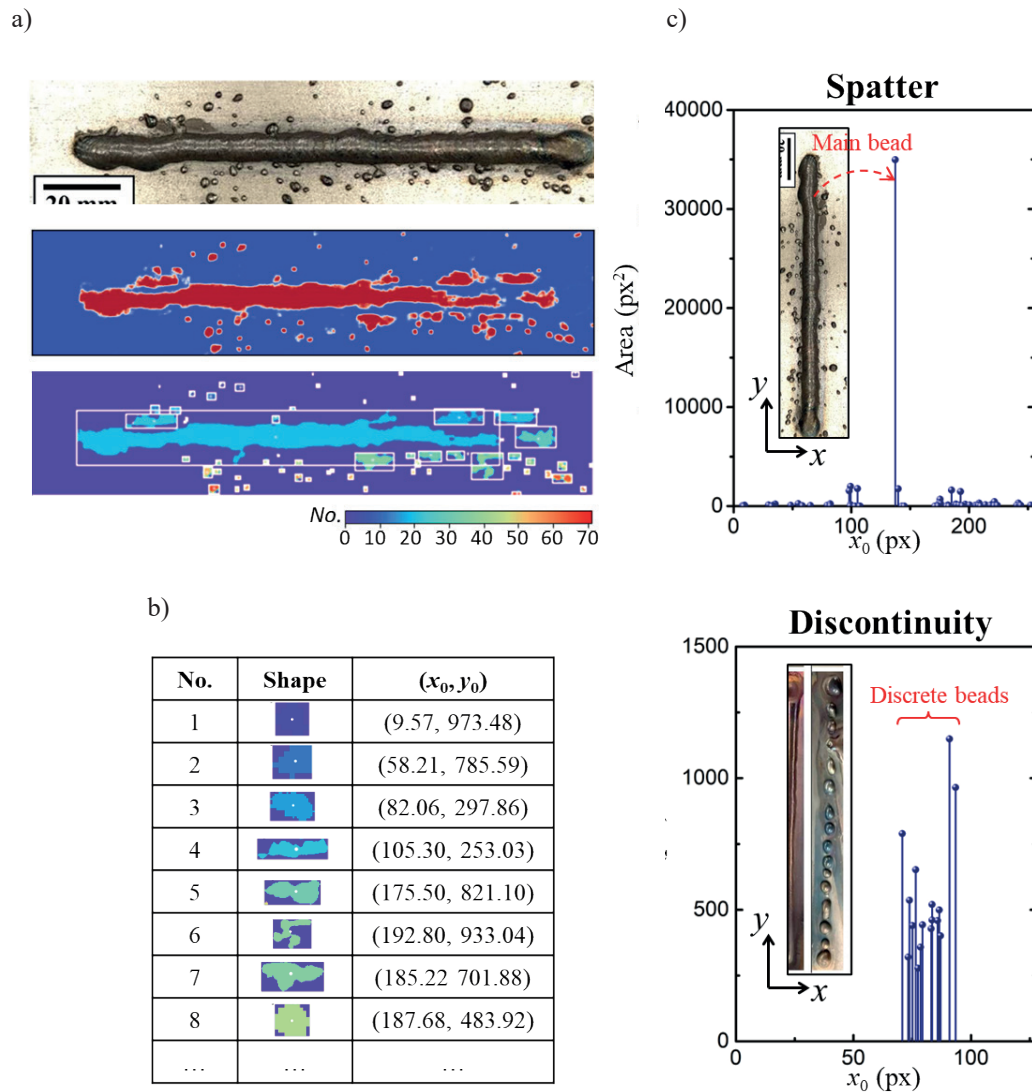 a)
20 mm
No.
0 10 20 30 40 50 60 70
b)
No. Shape (x₀, y₀)
1 (9.57, 973.48)
2 (58.21, 785.59)
3 (82.06, 297.86)
4 (105.30, 253.03)
5 (175.50, 821.10)
6 (192.80, 933.04)
7 (185.22 701.88)
8 (187.68, 483.92)
... ... ...
c)
Spatter
40000
Main bead
35000
30000
Area (px²)
20000
10000
0
y
x
0 100 200
x₀ (px)
Discontinuity
1500
Discrete beads
1000
500
0
y
x
0 50 100
x₀ (px)